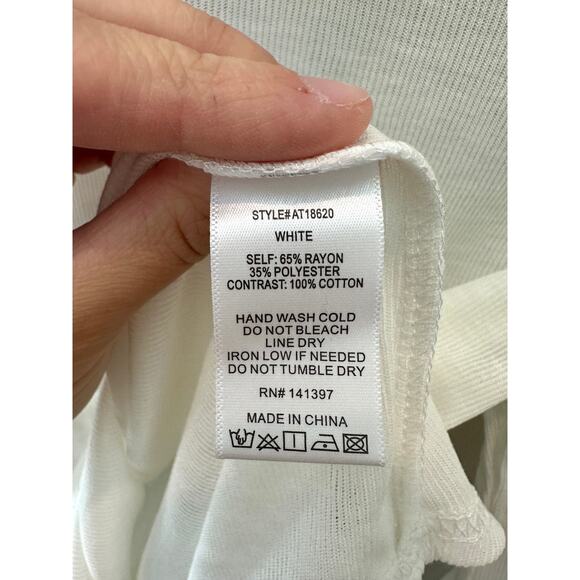 STYLE#AT18620
WHITE
SELF: 65% RAYON
35% POLYESTER
CONTRAST: 100% COTTON
HAND WASH COLD
DO NOT BLEACH
LINE DRY
IRON LOW IF NEEDED
DO NOT TUMBLE DRY
RN# 141397
MADE IN CHINA